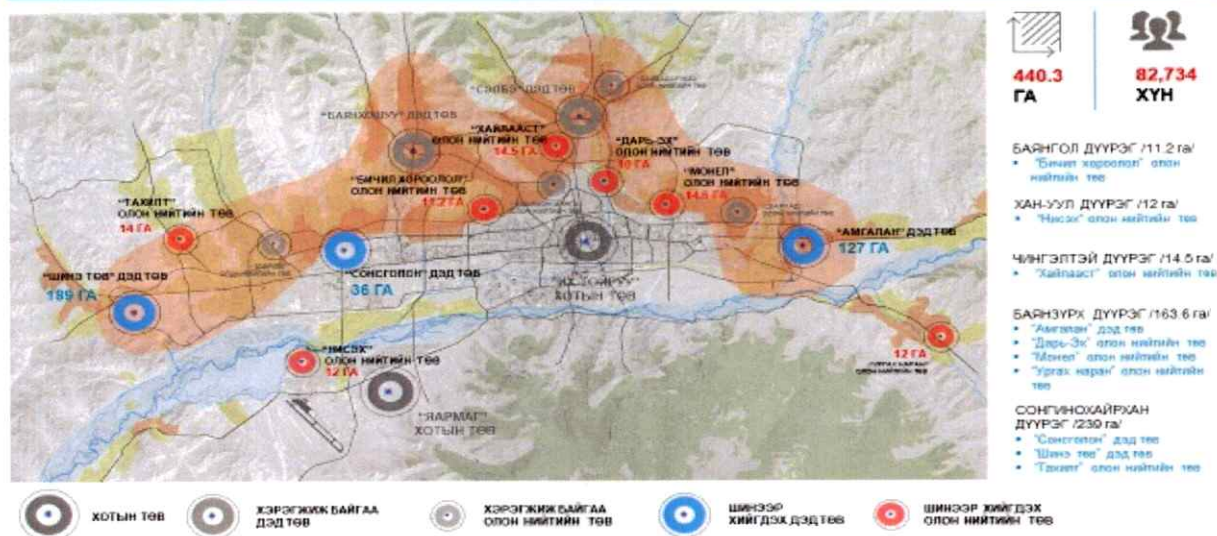 "СЭЛБЭ" ДЭД ТӨВ
"БАЯНХОШУУ" ДЭД ТӨВ
"ХАЙЛААСТ"
ОЛОН НИЙТИЙН ТӨВ
14.5 ГА
"ДАРЬ-ЭХ"
ОЛОН НИЙТИЙН ТӨВ
10 ГА
"БИЧИЛ ХОРООЛОЛ"
ОЛОН НИЙТИЙН ТӨВ
11.2 ГА
"МОНЕЛ"
ОЛОН НИЙТИЙН ТӨВ
14.6 ГА
"ТАХИЛТ"
ОЛОН НИЙТИЙН ТӨВ
14 ГА
"АМГАЛАН" ДЭД ТӨВ
127 ГА
"ШИНЭ ТӨВ" ДЭД ТӨВ
189 ГА
"СОНСГОЛОН" ДЭД ТӨВ
36 ГА
"ИХ ТОЙРУУ"
ХОТЫН ТӨВ
"НИСЭХ"
ОЛОН НИЙТИЙН ТӨВ
12 ГА
12 ГА
ОЛОН НИЙТИЙН ТӨВ
"ЯАРМАГ"
ХОТЫН ТӨВ
440.3
ГА
82,734
ХҮН
БАЯНГОЛ ДҮҮРЭГ /11.2 га/
• "Бичил хороолол" олон
нийтийн төв
ХАН-УУЛ ДҮҮРЭГ /12 га/
• "Нисэх" олон нийтийн төв
ЧИНГЭЛТЭЙ ДҮҮРЭГ /14.5 га/
• "Хайлааст" олон нийтийн төв
БАЯНЗҮРХ ДҮҮРЭГ /163.6 га/
• "Амгалан" дэд төв
• "Дарь-Эх" олон нийтийн төв
• "Монел" олон нийтийн төв
• "Ургах наран" олон нийтийн
төв
СОНГИНОХАЙРХАН
ДҮҮРЭГ /239 га/
• "Сонсголон" дэд төв
• "Шинэ төв" дэд төв
• "Тахилт" олон нийтийн төв
ХОТЫН ТӨВ
ХЭРЭГЖИЖ БАЙГАА
ДЭД ТӨВ
ХЭРЭГЖИЖ БАЙГАА
ОЛОН НИЙТИЙН ТӨВ
ШИНЭЭР
ХИЙГДЭХ ДЭД ТӨВ
ШИНЭЭР ХИЙГДЭХ
ОЛОН НИЙТИЙН ТӨВ